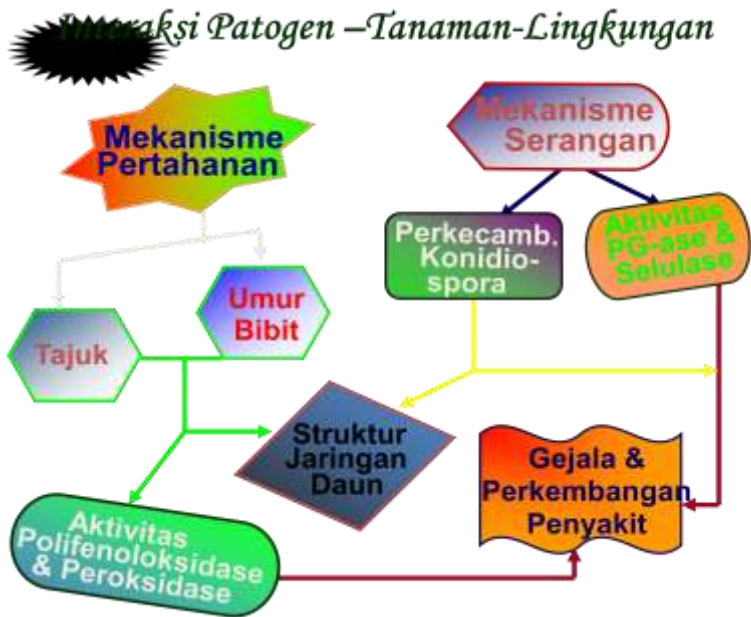 Interaksi Patogen –Tanaman-Lingkungan
Mekanisme
Pertahanan
Mekanisme
Serangan
Perkecamb.
Konidio-
spora
Aktivitas
PG-ase &
Selulase
Umur
Bibit
Tajuk
Struktur
Jaringan
Daun
Gejala &
Perkembangan
Penyakit
Aktivitas
Polifenoloksidase
& Peroksidase